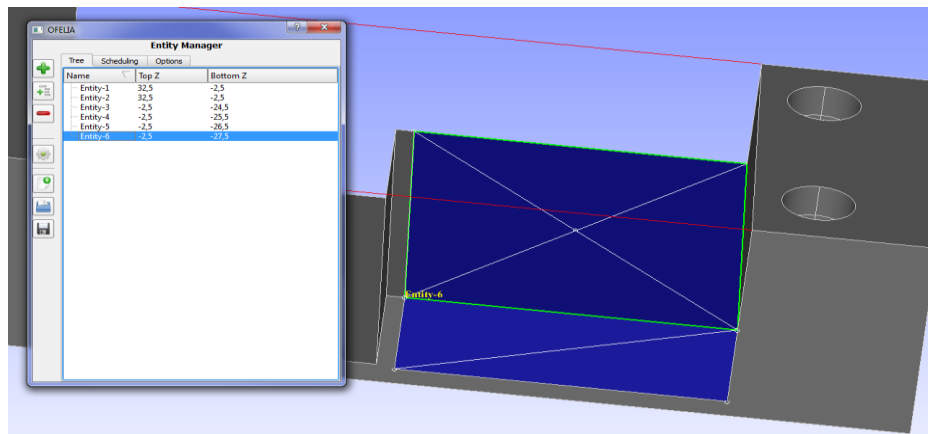 OFELIA
Entity Manager
Tree Scheduling Options
Name Top Z Bottom Z
Entity-1 32,5 -2,5
Entity-2 32,5 -2,5
Entity-3 -2,5 -24,5
Entity-4 -2,5 -25,5
Entity-5 -2,5 -26,5
Entity-6 -2,5 -27,5
Entity-6